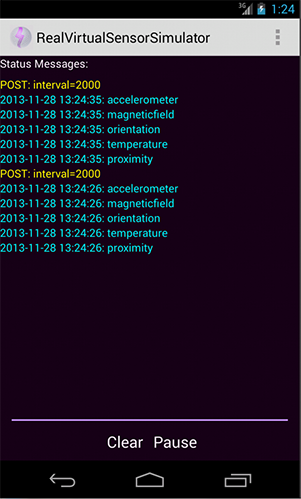 3G 1:24
RealVirtualSensorSimulator
Status Messages:
POST: interval=2000
2013-11-28 13:24:35: accelerometer
2013-11-28 13:24:35: magneticfield
2013-11-28 13:24:35: orientation
2013-11-28 13:24:35: temperature
2013-11-28 13:24:35: proximity
POST: interval=2000
2013-11-28 13:24:26: accelerometer
2013-11-28 13:24:26: magneticfield
2013-11-28 13:24:26: orientation
2013-11-28 13:24:26: temperature
2013-11-28 13:24:26: proximity
Clear Pause